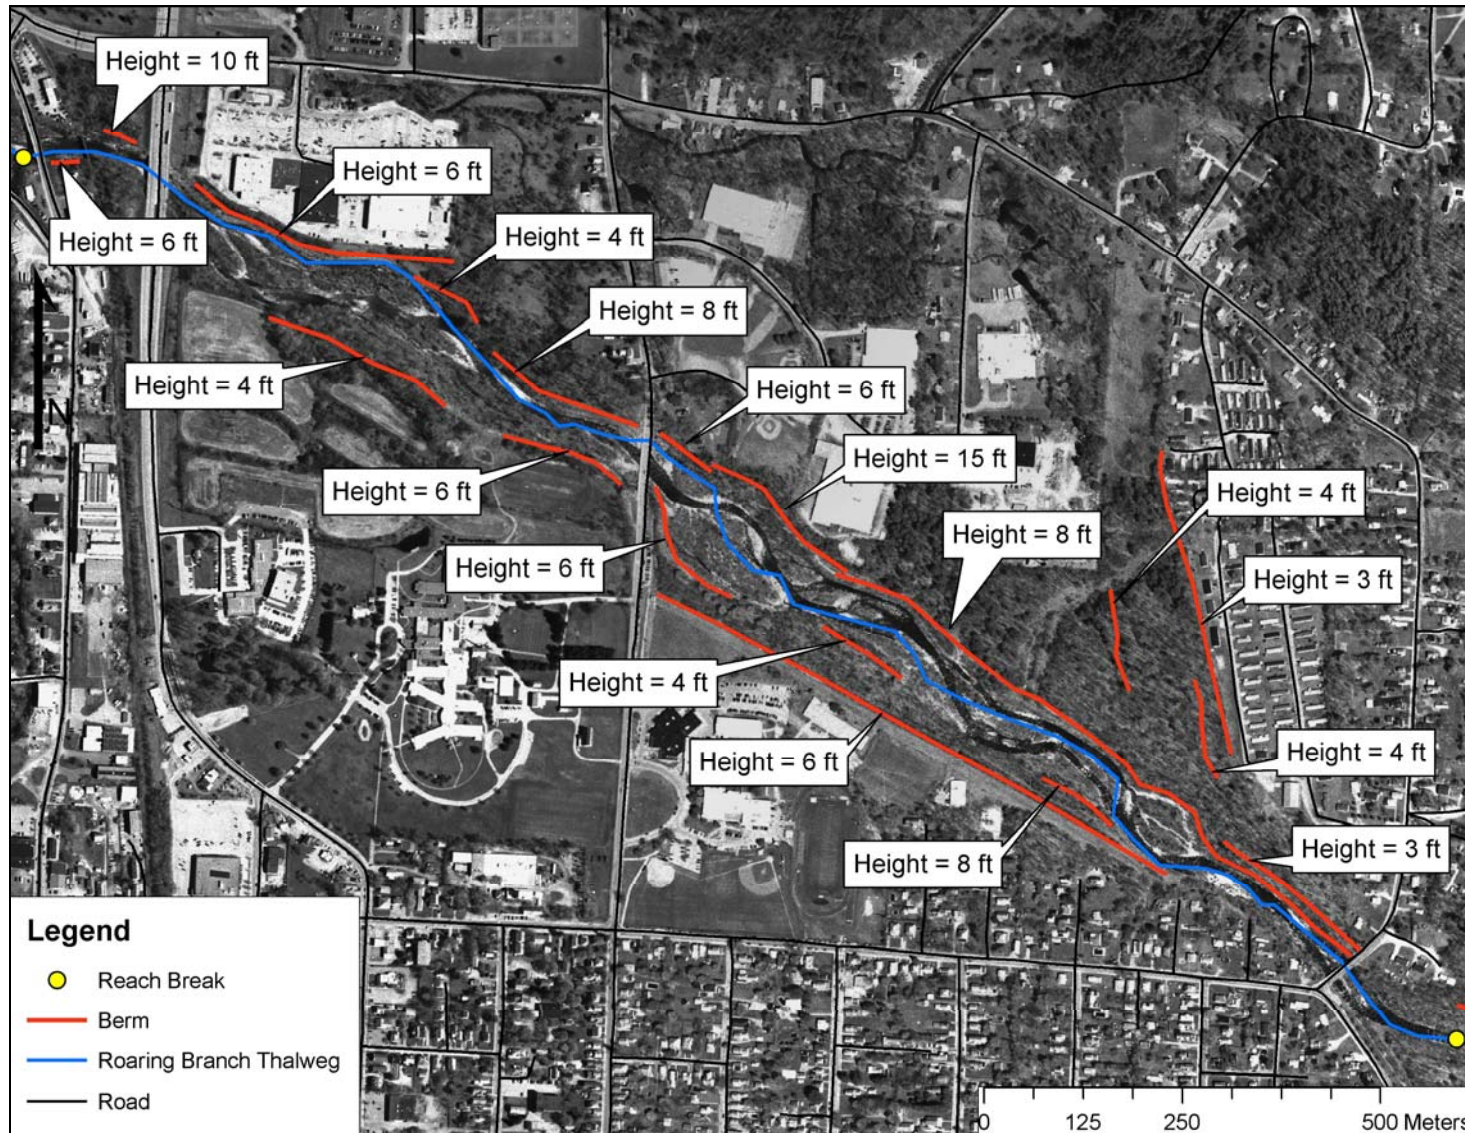 Height = 10 ft
Height = 6 ft
Height = 6 ft
Height = 4 ft
Height = 8 ft
Height = 4 ft
Height = 6 ft
Height = 15 ft
Height = 6 ft
Height = 4 ft
Height = 8 ft
Height = 6 ft
Height = 3 ft
Height = 4 ft
Height = 6 ft
Height = 4 ft
Height = 8 ft
Height = 3 ft
N
Legend
Reach Break
Berm
Roaring Branch Thalweg
Road
0 125 250 500 Meters